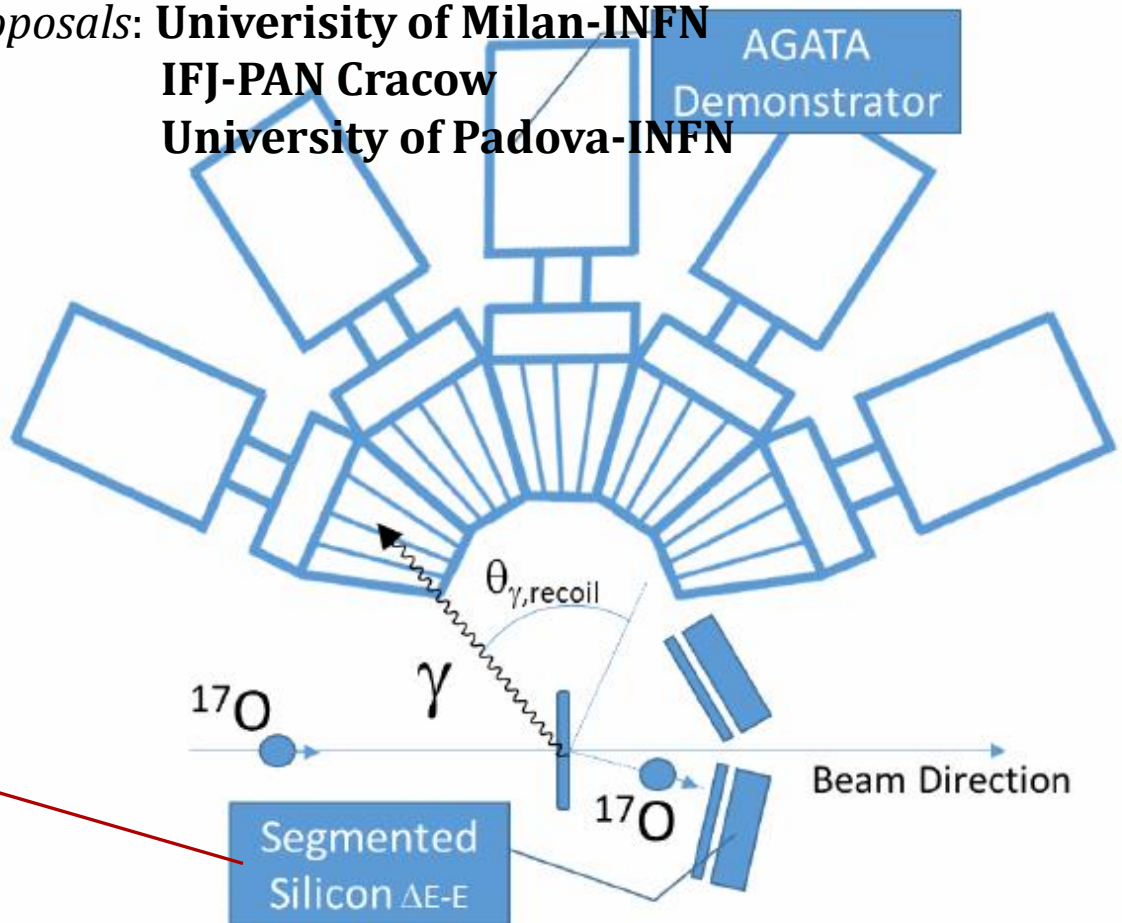 : Univerisity of Milan-INFN
IFJ-PAN Cracow
University of Padova-INFN
AGATA
Demonstrator
θγ,recoil
γ
17O
17O
Beam Direction
Segmented
Silicon ΔE-E